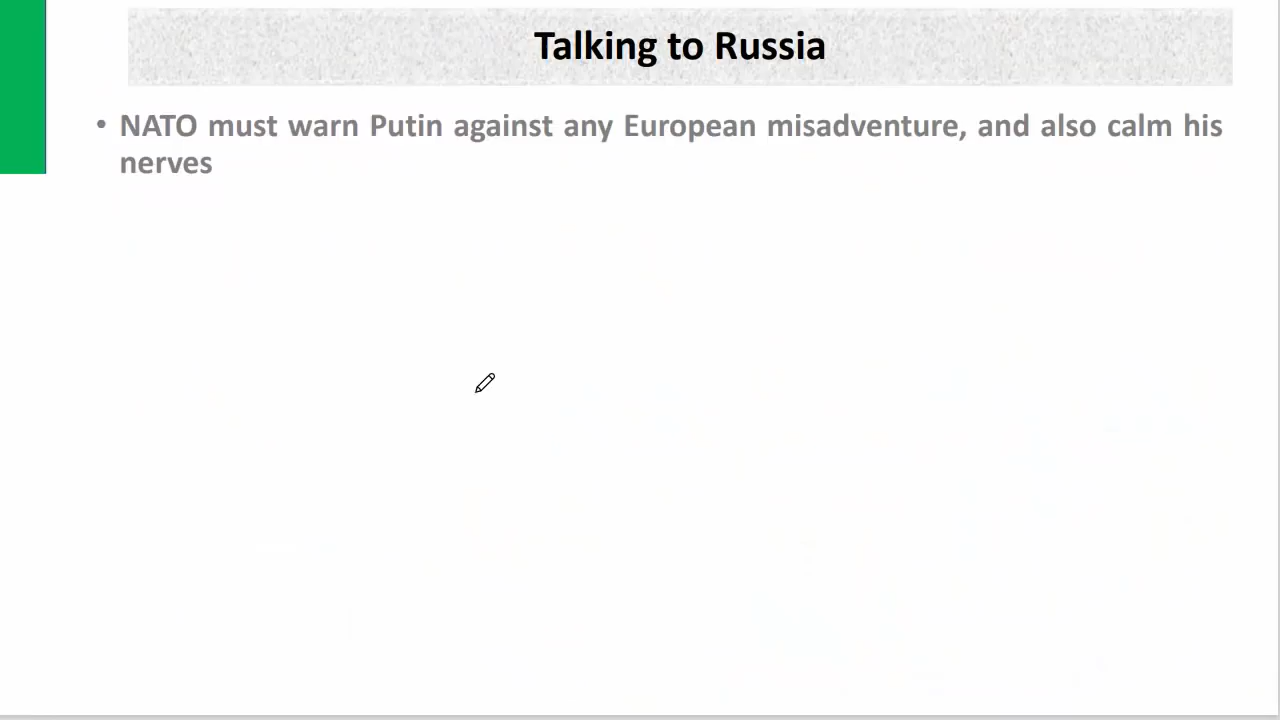 Talking to Russia
• NATO must warn Putin against any European misadventure, and also calm his
nerves